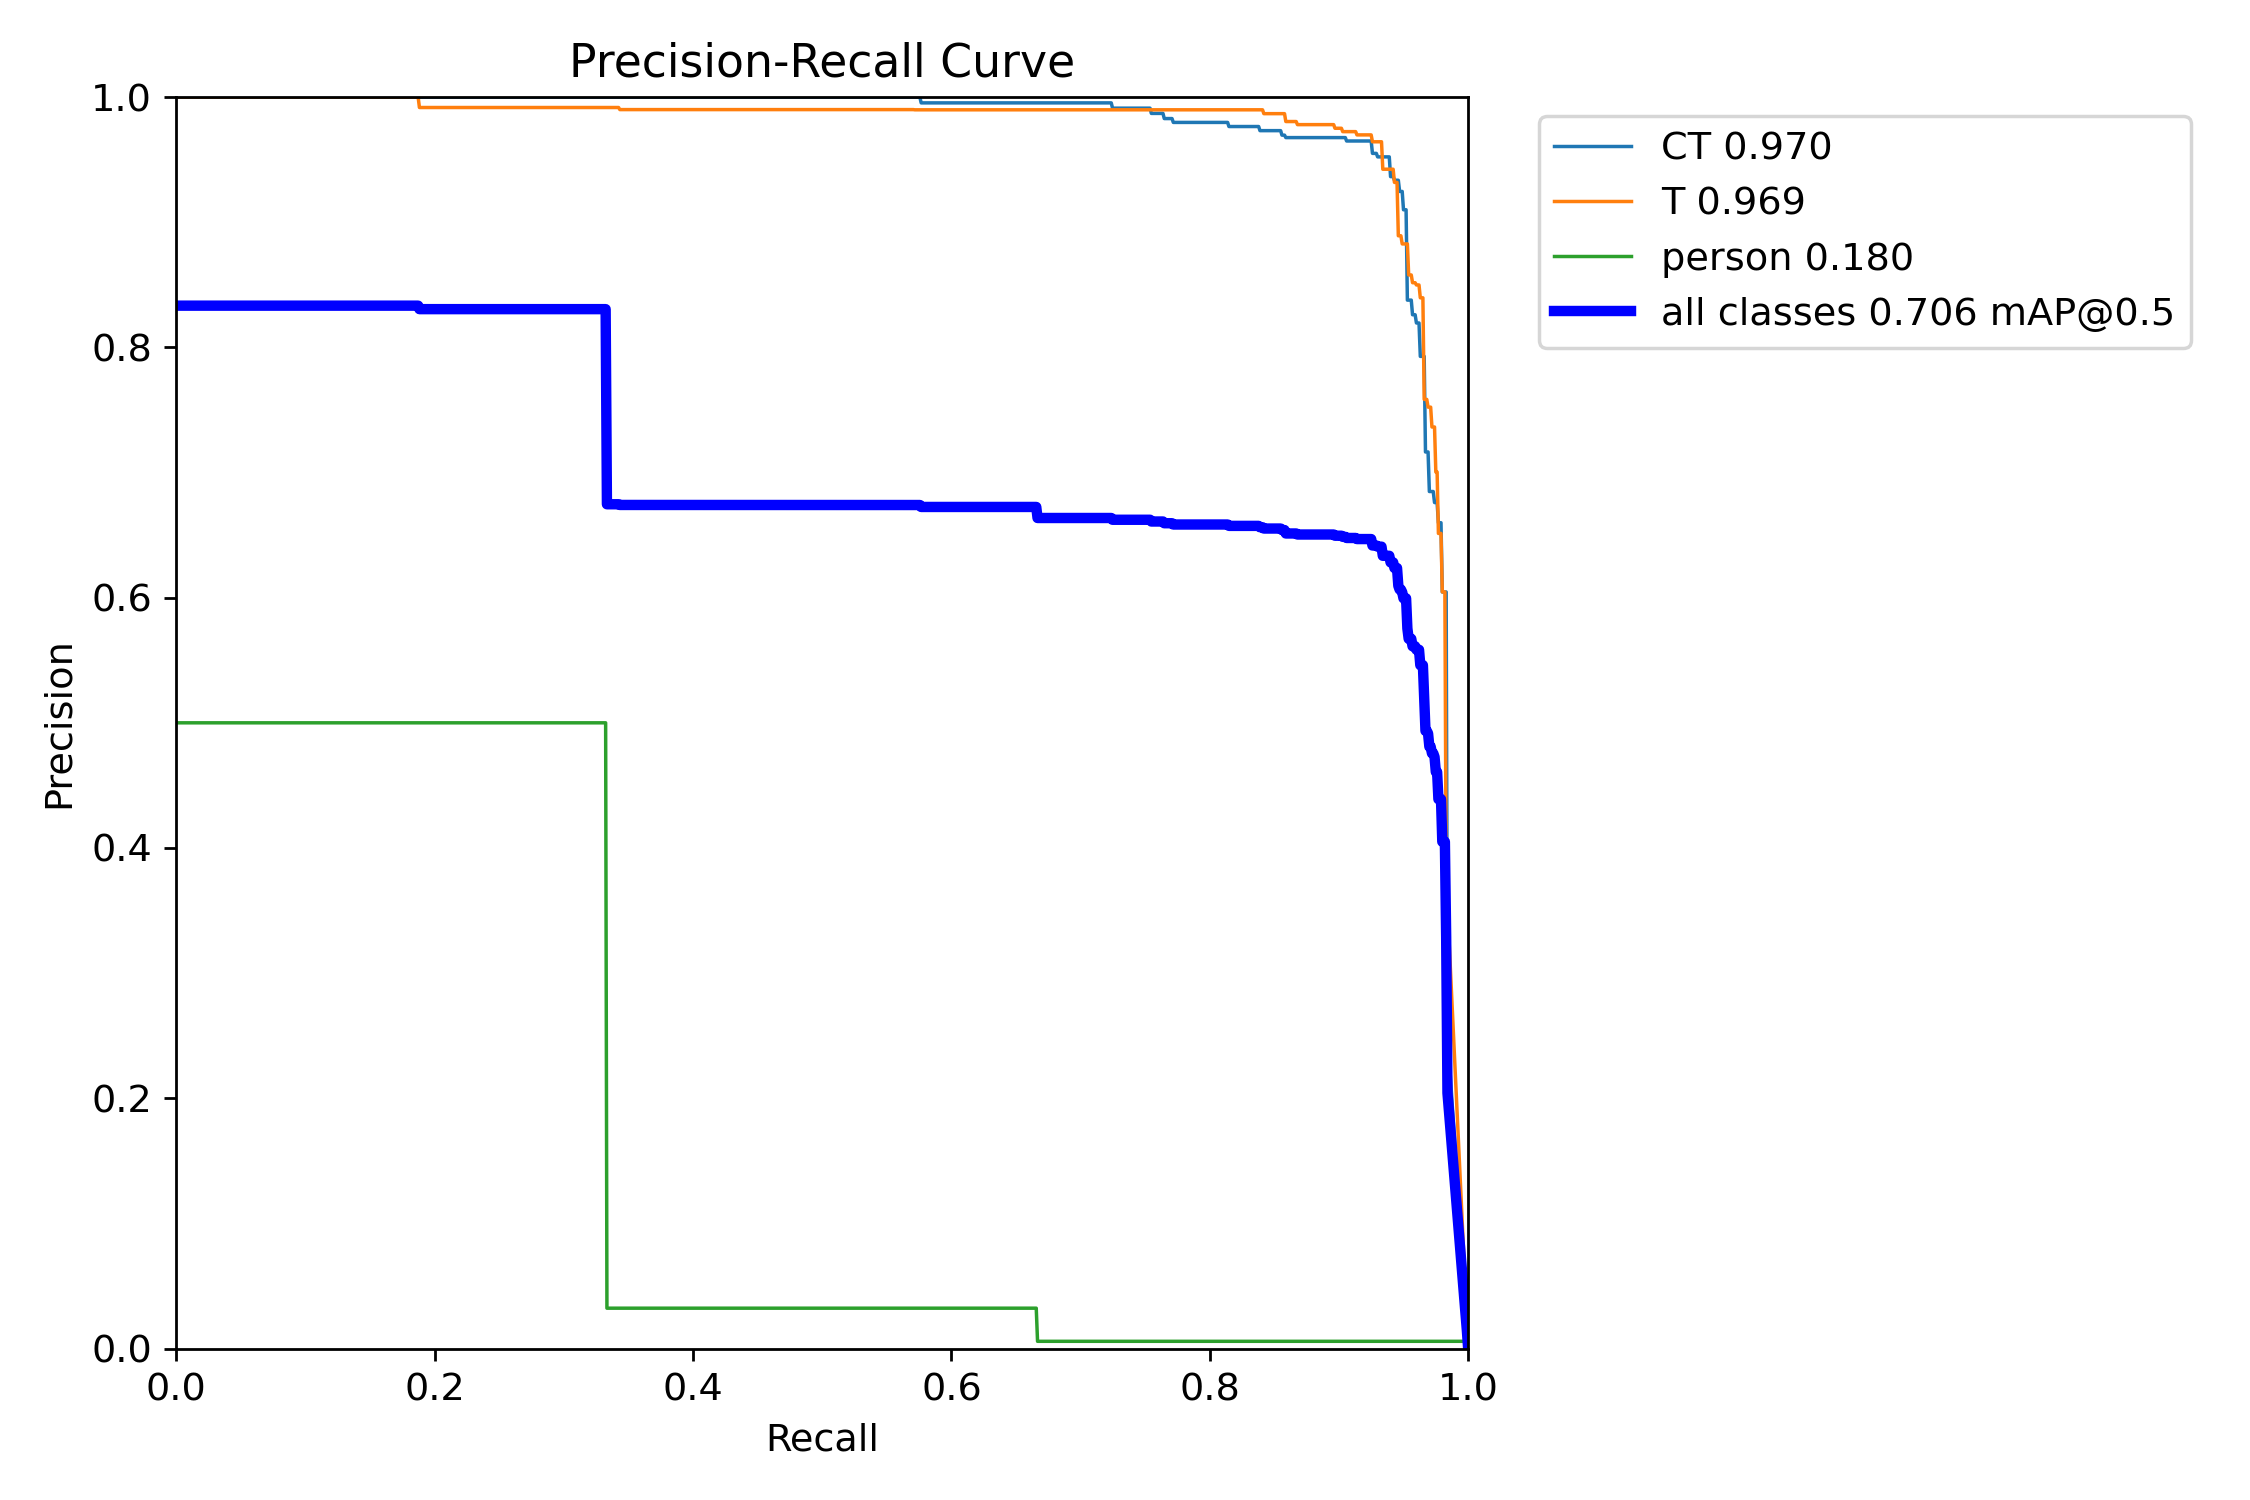 Precision-Recall Curve
1.0
0.8
0.6
0.4
0.2
0.0
Precision
0.0 0.2 0.4 0.6 0.8 1.0
Recall
CT 0.970
T 0.969
person 0.180
all classes 0.706 mAP@0.5